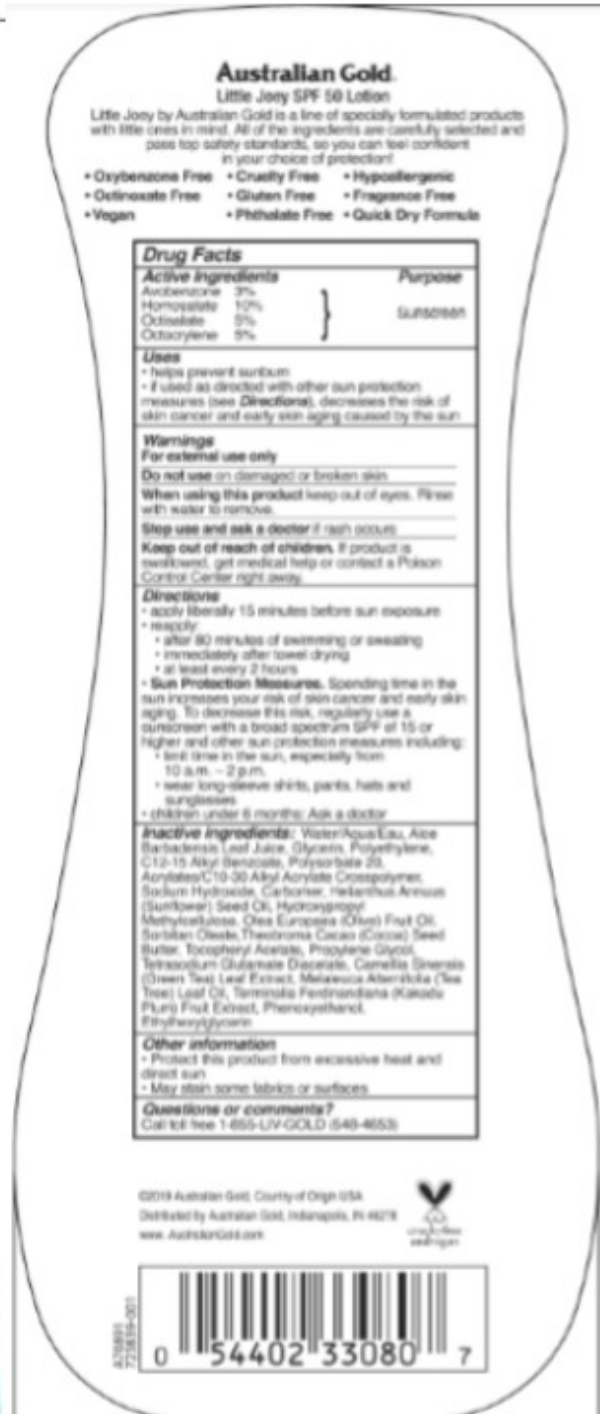 Australian Gold.
Little Joey SPF 50 Lotion
Little Joey by Australian Gold is a line of specially formulated products
with little ones in mind. All of the ingredients are carefully selected and
pass top safety standards, so you can feel confident
in your choice of protection!
• Oxybenzone Free • Cruelty Free • Hypoallergenic
• Octinoxate Free • Gluten Free • Fragrance Free
• Vegan • Phthalate Free • Quick Dry Formula
Drug Facts
Active Ingredients Purpose
Avobenzone 3%
Homosalate 10%
Sunscreen
Octisalate 5%
Octocrylene 8%
Uses
• helps prevent sunburn
• if used as directed with other sun protection
measures (see Directions), decreases the risk of
skin cancer and early skin aging caused by the sun
Warnings
For external use only
Do not use on damaged or broken skin
When using this product keep out of eyes. Rinse
with water to remove.
Stop use and ask a doctor if rash occurs
Keep out of reach of children. If product is
swallowed, get medical help or contact a Poison
Control Center right away.
Directions
• apply liberally 15 minutes before sun exposure
• reapply:
• after 80 minutes of swimming or sweating
• immediately after towel drying
• at least every 2 hours
• Sun Protection Measures. Spending time in the
sun increases your risk of skin cancer and early skin
aging. To decrease this risk, regularly use a
sunscreen with a broad spectrum SPF of 15 or
higher and other sun protection measures including:
• limit time in the sun, especially from
10 a.m. – 2 p.m.
• wear long-sleeve shirts, pants, hats and
sunglasses
• children under 6 months: Ask a doctor
Inactive ingredients: Water/Aqua/Eau, Aloe
Barbadensis Leaf Juice, Glycerin, Polyethylene,
C12-15 Alkyl Benzoate, Polysorbate 20,
Acrylates/C10-30 Alkyl Acrylate Crosspolymer,
Sodium Hydroxide, Carbomer, Helianthus Annuus
(Sunflower) Seed Oil, Hydroxypropyl
Methylcellulose, Olea Europaea (Olive) Fruit Oil,
Sorbitan Oleate, Theobroma Cacao (Cocoa) Seed
Butter, Tocopheryl Acetate, Propylene Glycol,
Tetrasodium Glutamate Diacetate, Camellia Sinensis
(Green Tea) Leaf Extract, Melaleuca Alternifolia (Tea
Tree) Leaf Oil, Terminalia Ferdinandiana (Kakadu
Plum) Fruit Extract, Phenoxyethanol,
Ethylhexylglycerin
Other information
• Protect this product from excessive heat and
direct sun
• May stain some fabrics or surfaces
Questions or comments?
Call toll free 1-855-LIV-GOLD (548-4653)
©2019 Australian Gold, Country of Origin USA
Distributed by Australian Gold, Indianapolis, IN 46278
www. AustralianGold.com
cruelty-free
and vegan
A76891
723839-001
0 54402 33080 7